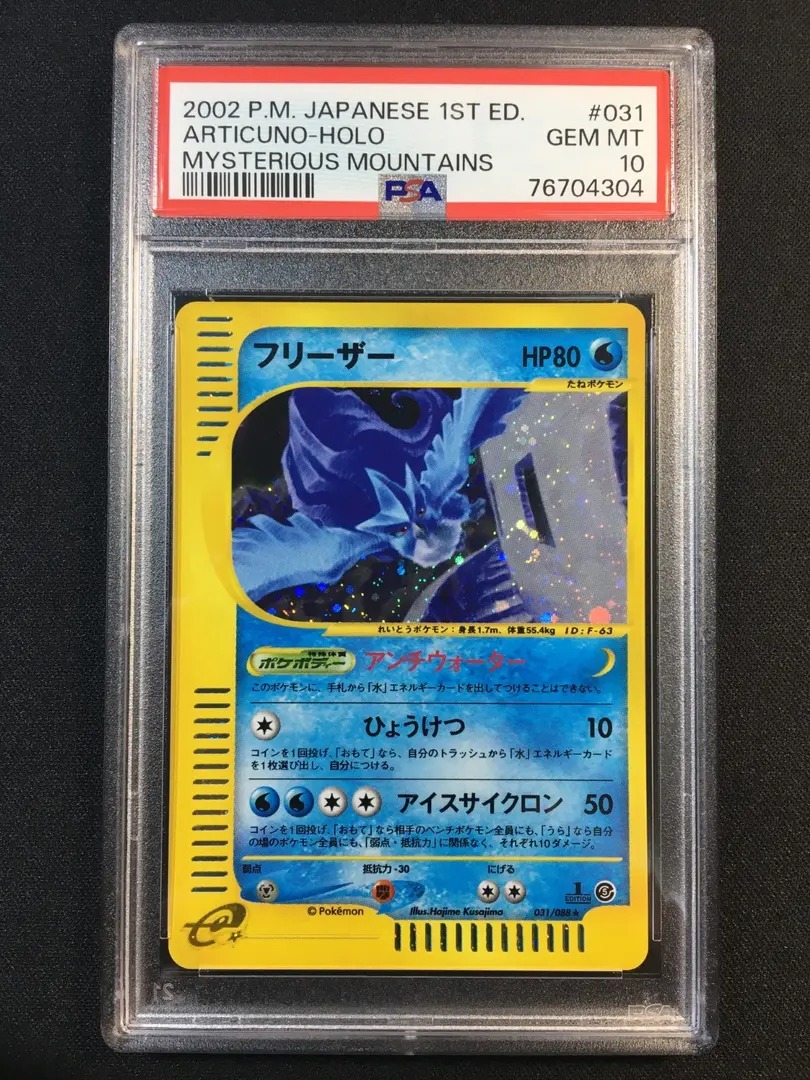 2002 P.M. JAPANESE 1ST ED. #031
ARTICUNO-HOLO GEM MT
MYSTERIOUS MOUNTAINS 10
PSA 76704304
フリーザー HP80
たねポケモン
れいとうポケモン：身長1.7m、体重55.4kg ID:F-63
特殊体質
ポケボディー アンチウォーター
このポケモンに、手札から「水」エネルギーカードを出してつけることはできない。
ひょうけつ 10
コインを1回投げ、「おもて」なら、自分のトラッシュから「水」エネルギーカード
を1枚選び出し、自分につける。
アイスサイクロン 50
コインを1回投げ、「おもて」なら相手のベンチポケモン全員にも、「うら」なら自分
の場のポケモン全員にも、「弱点・抵抗力」に関係なく、それぞれ10ダメージ。
弱点 抵抗力-30 にげる
1
EDITION
e
© Pokémon Illus.Hajime Kusajima 031/088★